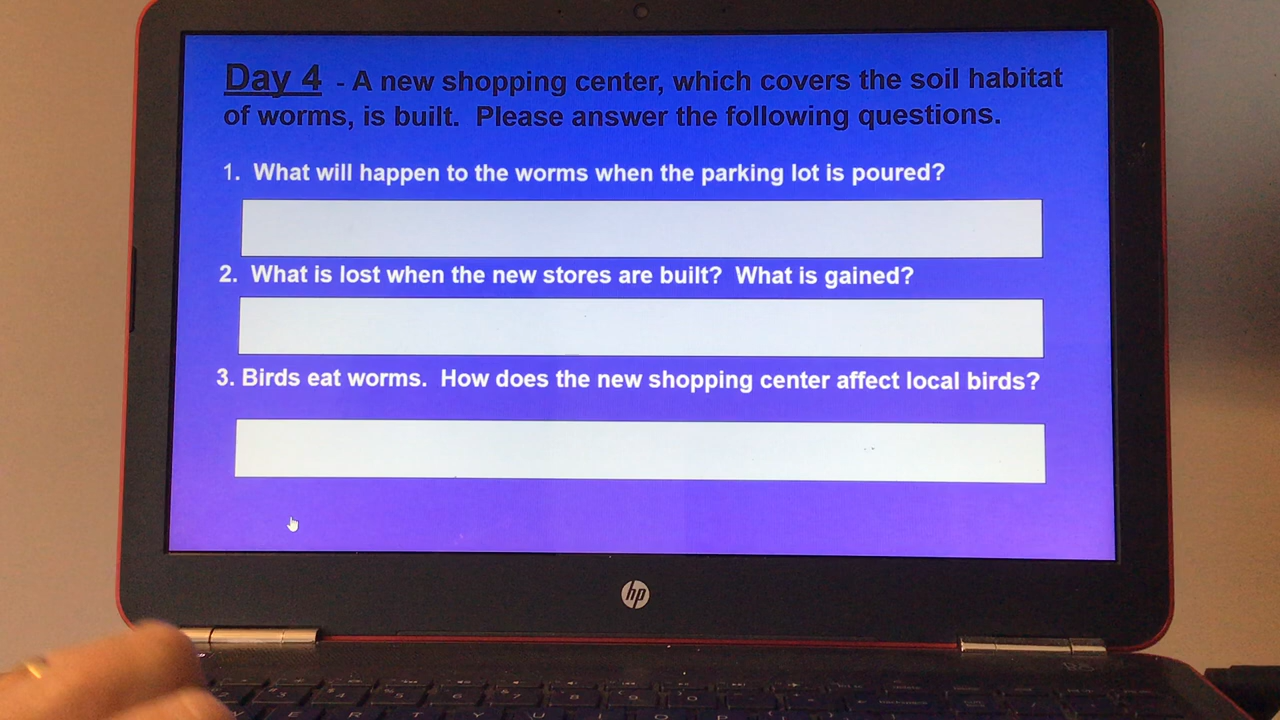 Day 4 - A new shopping center, which covers the soil habitat
of worms, is built. Please answer the following questions.
1. What will happen to the worms when the parking lot is poured?
2. What is lost when the new stores are built? What is gained?
3. Birds eat worms. How does the new shopping center affect local birds?
hp